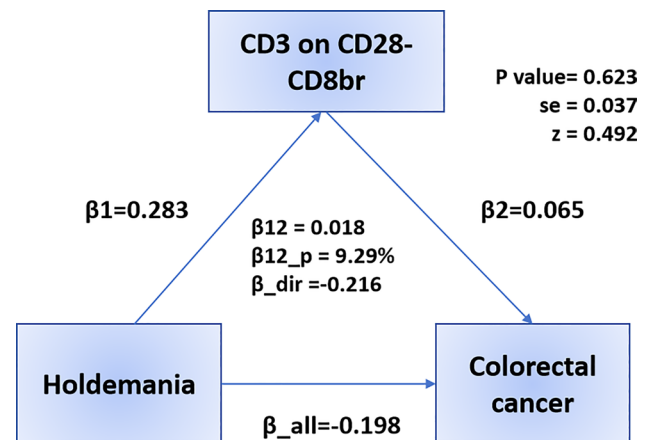 CD3 on CD28-
CD8br
P value= 0.623
se = 0.037
z = 0.492
β1=0.283
β2=0.065
β12 = 0.018
β12_p = 9.29%
β_dir =-0.216
Holdemania
Colorectal
cancer
β_all=-0.198